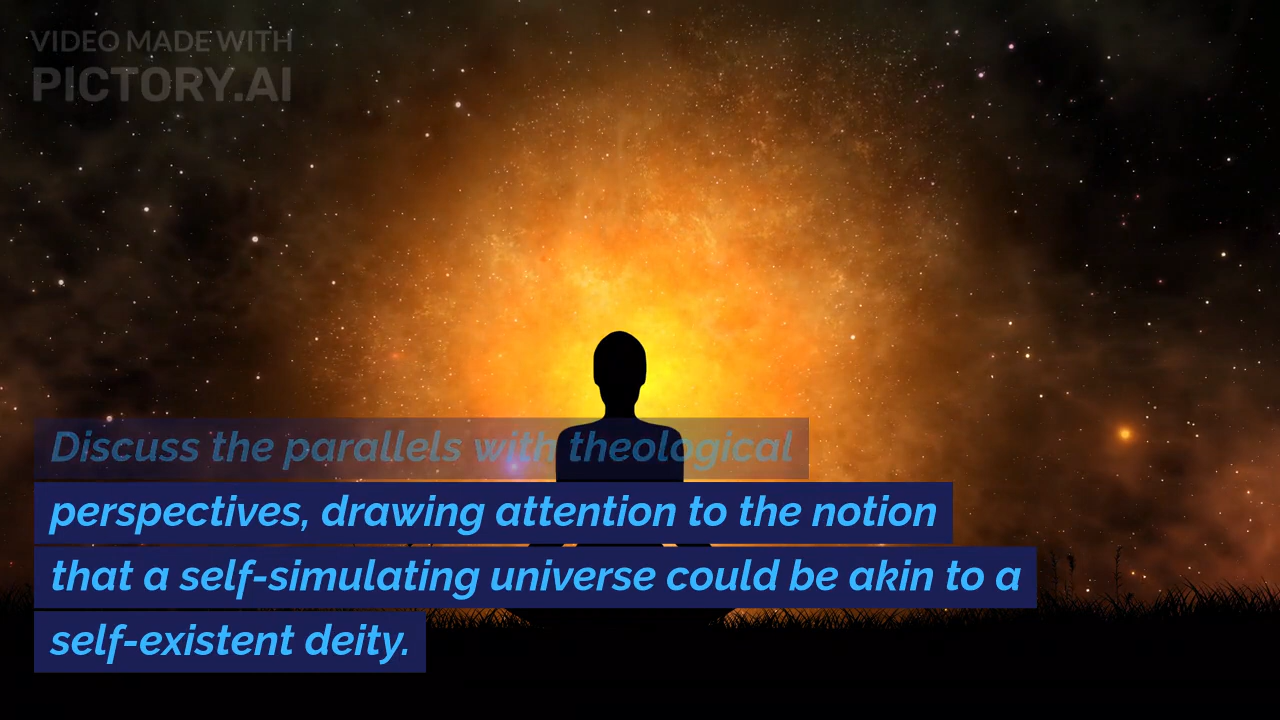 VIDEO MADE WITH
PICTORY.AI
Discuss the parallels with theological
perspectives, drawing attention to the notion
that a self-simulating universe could be akin to a
self-existent deity.